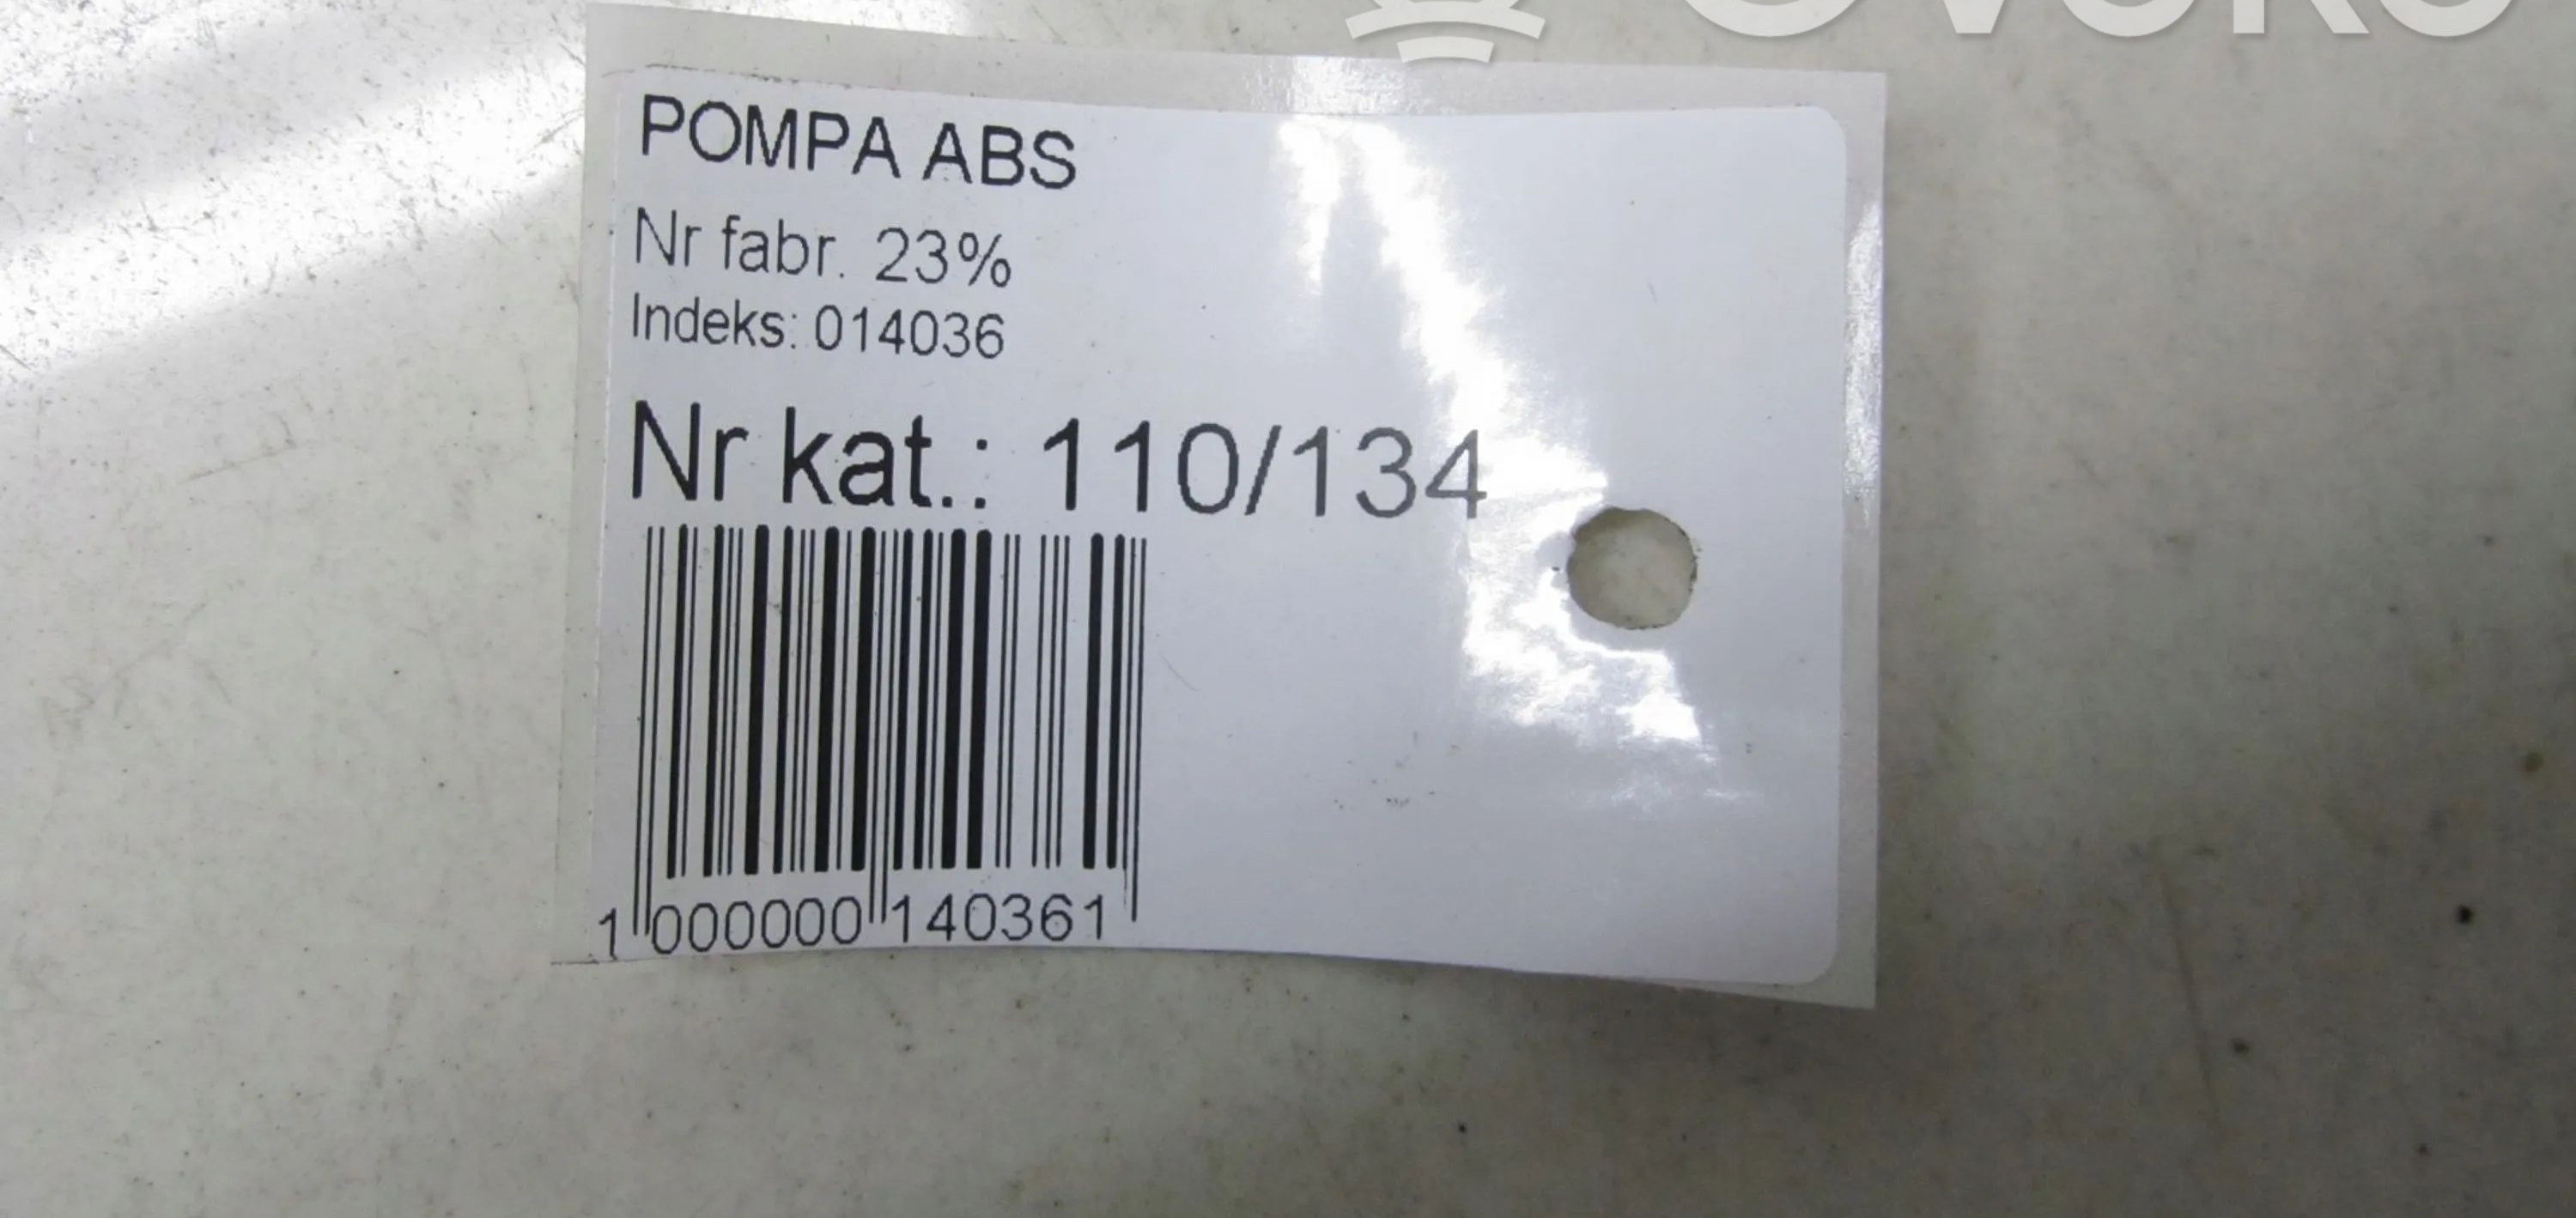 POMPA ABS
Nr fabr. 23%
Indeks: 014036
Nr kat.: 110/134
1 000000 140361